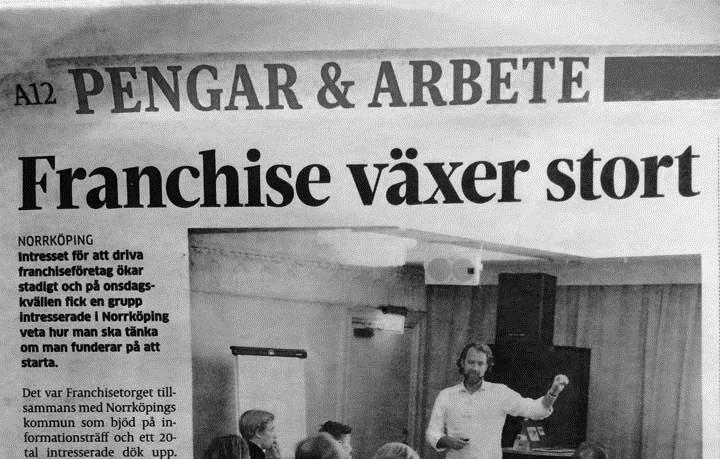 A12 PENGAR & ARBETE
Franchise växer stort
NORRKÖPING
Intresset för att driva
franchiseföretag ökar
stadigt och på onsdags-
kvällen fick en grupp
intresserade i Norrköping
veta hur man ska tänka
om man funderar på att
starta.
Det var Franchisetorget till-
sammans med Norrköpings
kommun som bjöd på in-
formationsträff och ett 20-
tal intresserade dök upp.